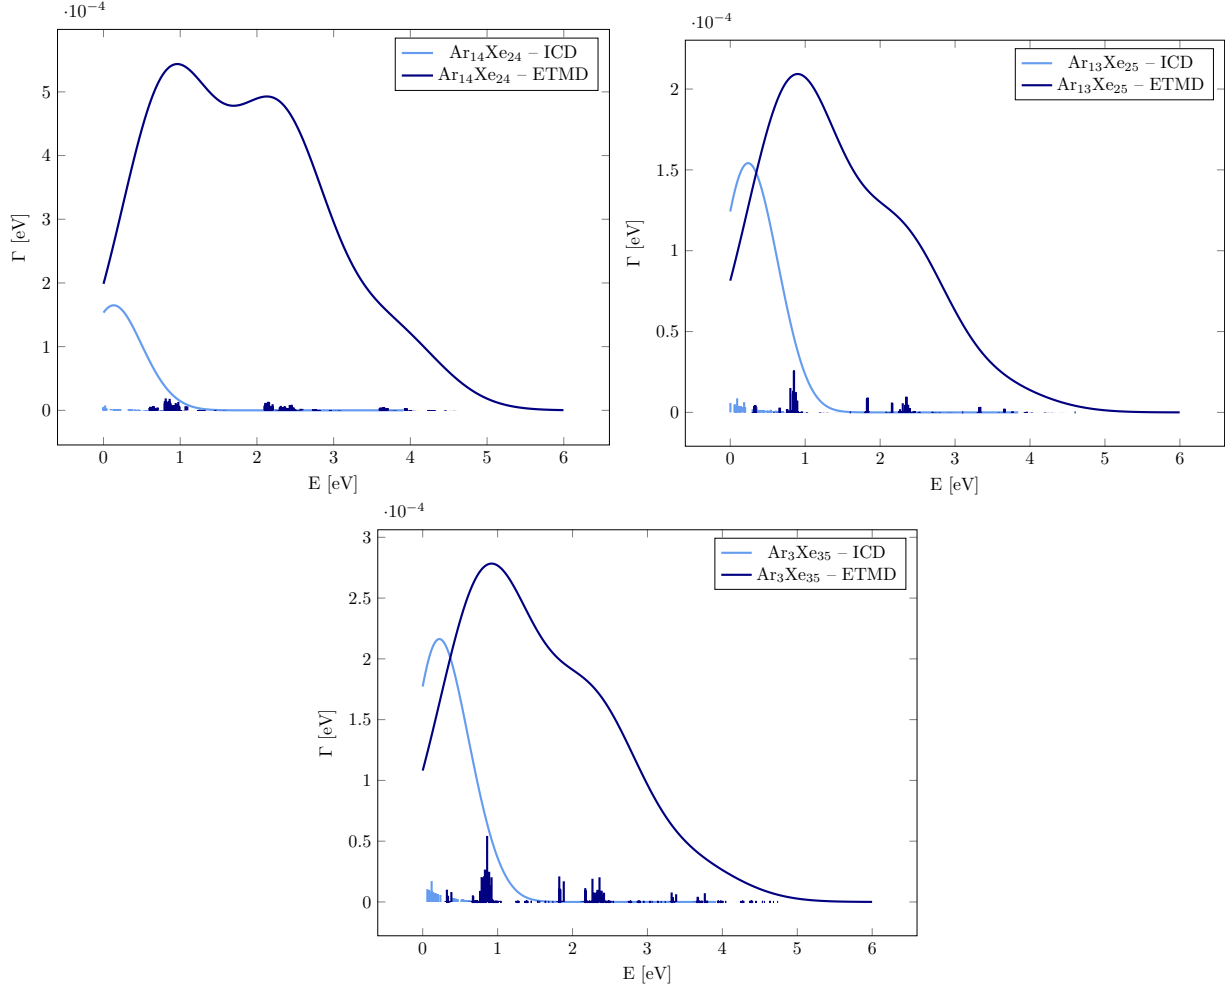 ·10⁻⁴
Ar₁₄Xe₂₄ – ICD
Ar₁₄Xe₂₄ – ETMD
5
4
3
2
1
0
Γ [eV]
0 1 2 3 4 5 6
E [eV]
·10⁻⁴
Ar₁₃Xe₂₅ – ICD
Ar₁₃Xe₂₅ – ETMD
2
1.5
1
0.5
0
Γ [eV]
0 1 2 3 4 5 6
E [eV]
·10⁻⁴
Ar₃Xe₃₅ – ICD
Ar₃Xe₃₅ – ETMD
3
2.5
2
1.5
1
0.5
0
Γ [eV]
0 1 2 3 4 5 6
E [eV]